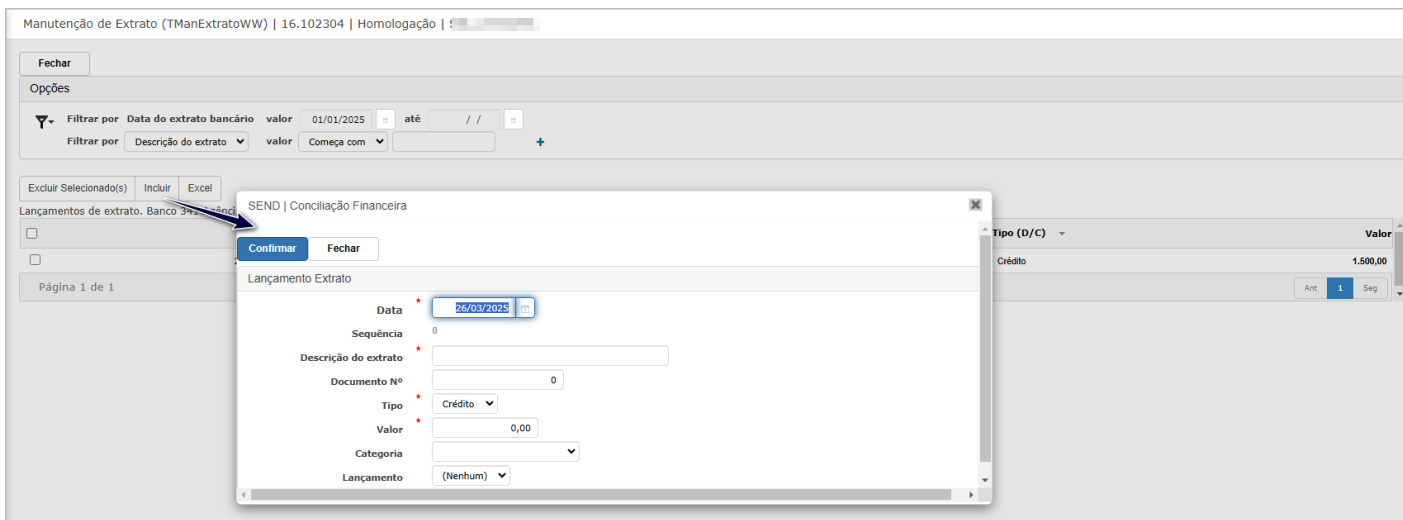 Manutenção de Extrato (TManExtratoWW) | 16.102304 | Homologação |
Fechar
Opções
Filtrar por Data do extrato bancário valor 01/01/2025 até / /
Filtrar por Descrição do extrato valor Começa com +
Excluir Selecionado(s) Incluir Excel
Lançamentos de extrato. Banco 341
SEND | Conciliação Financeira
Tipo (D/C) Valor
Confirmar Fechar
Crédito 1.500,00
Lançamento Extrato
Página 1 de 1
Ant 1 Seg
Data * 26/03/2025
Sequência 0
Descrição do extrato *
Documento Nº 0
Tipo * Crédito
Valor * 0,00
Categoria
Lançamento (Nenhum)